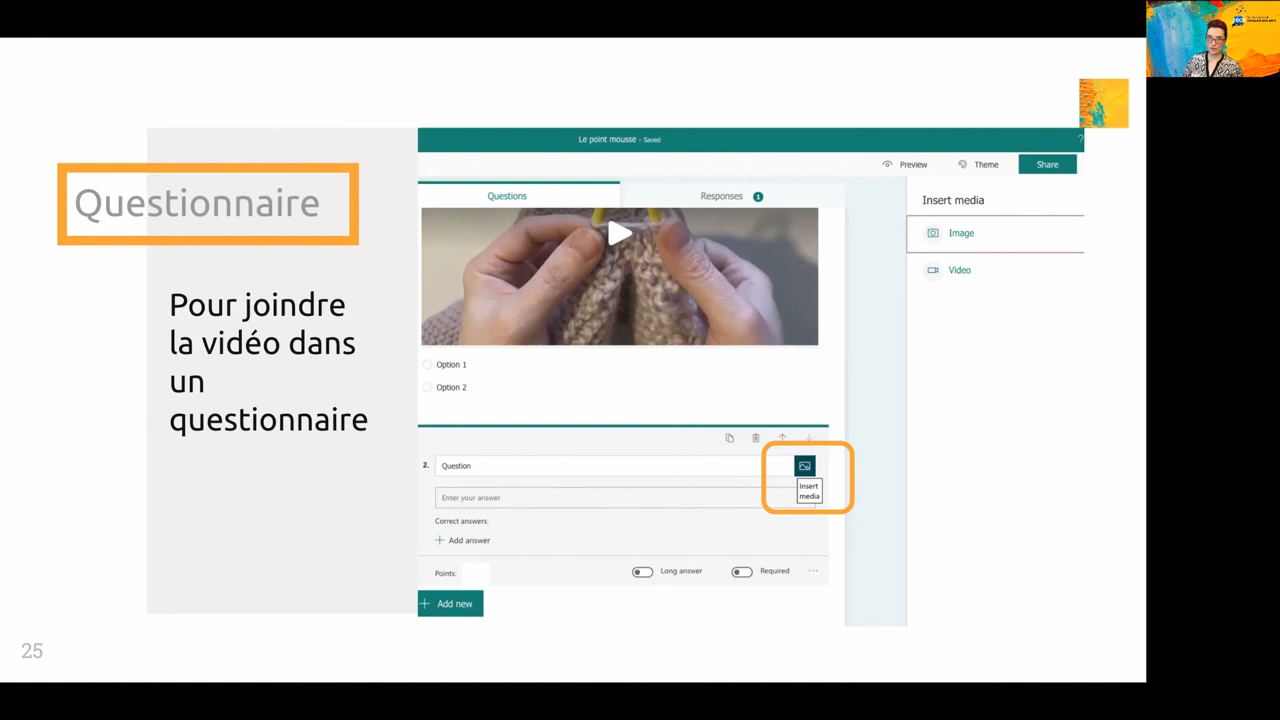 Questionnaire
Pour joindre
la vidéo dans
un
questionnaire
Le point mousse - Saved
?
Preview
Theme
Share
Questions
Responses 1
Insert media
Image
Video
Option 1
Option 2
2. Question
Insert
media
Enter your answer
Correct answers:
Add answer
Points:
Long answer
Required
Add new
25